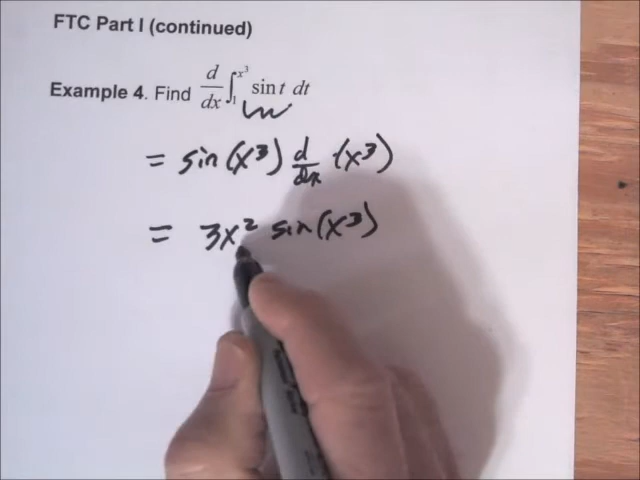 FTC Part I (continued)
Example 4. Find d/dx ∫₁^{x³} sin t dt
= sin(x³) d/dx (x³)
= 3x² sin(x³)